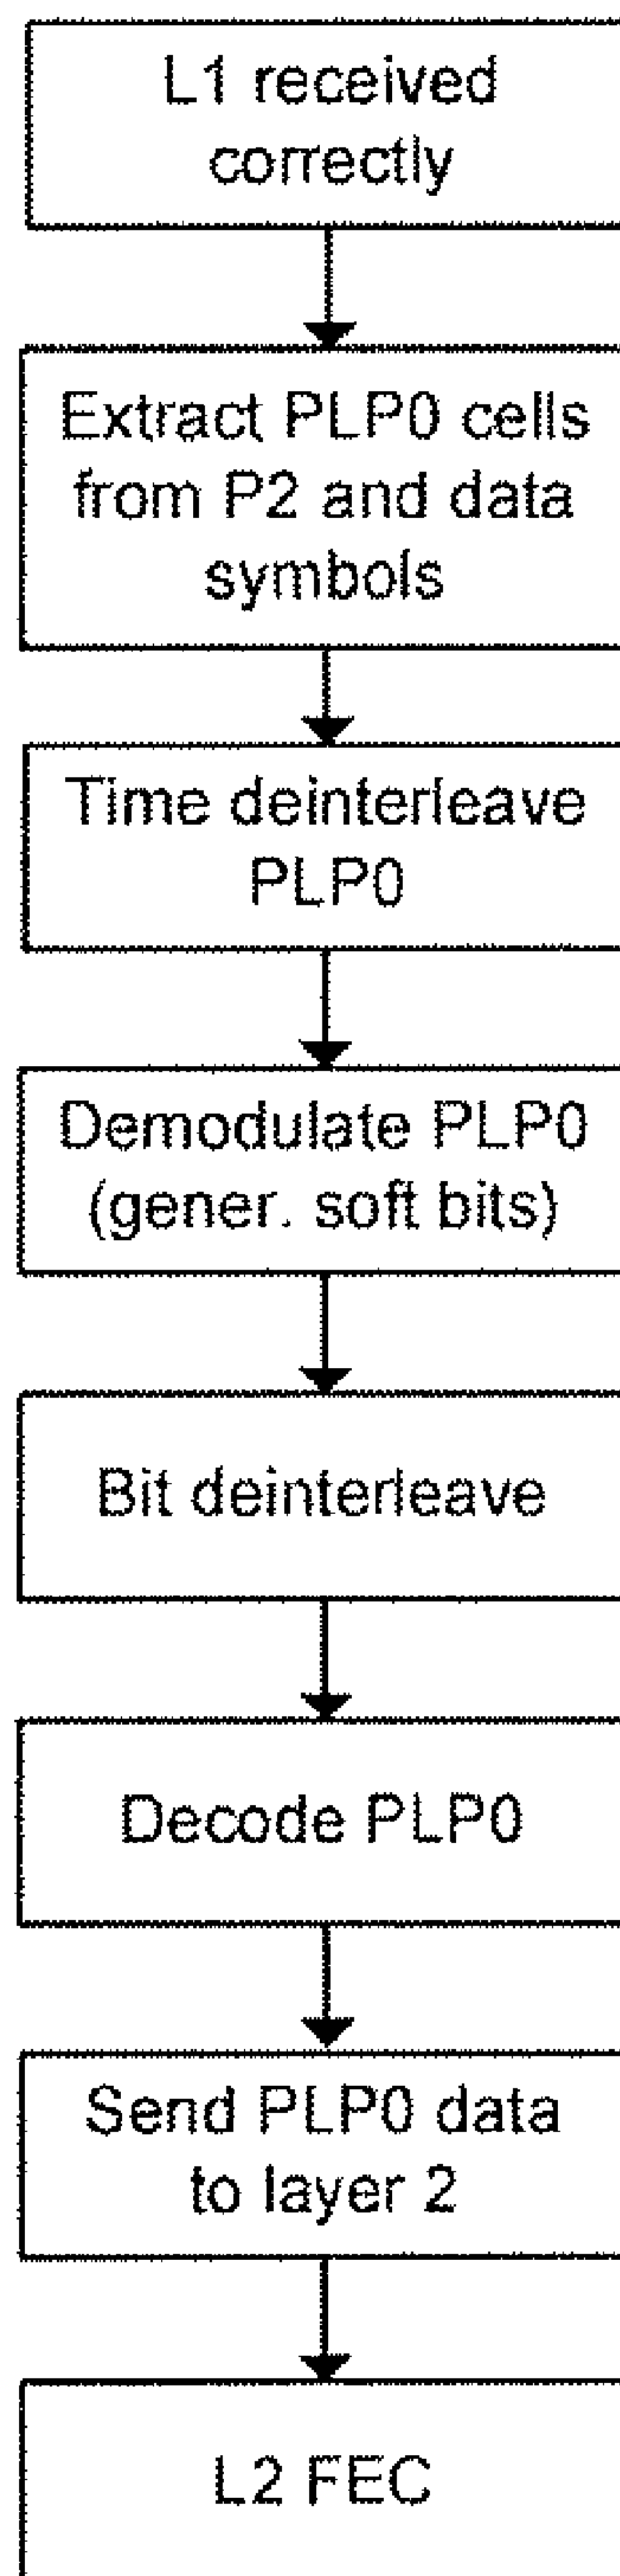 L1 received
correctly
Extract PLP0 cells
from P2 and data
symbols
Time deinterleave
PLP0
Demodulate PLP0
(gener. soft bits)
Bit deinterleave
Decode PLP0
Send PLP0 data
to layer 2
L2 FEC